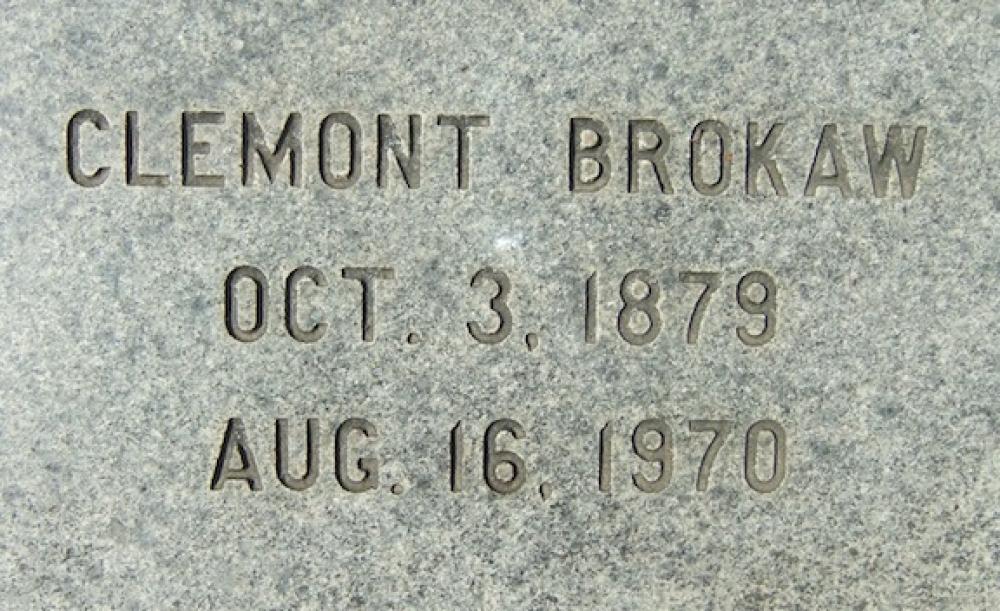 CLEMONT BROKAW
OCT. 3, 1879
AUG. 16, 1970